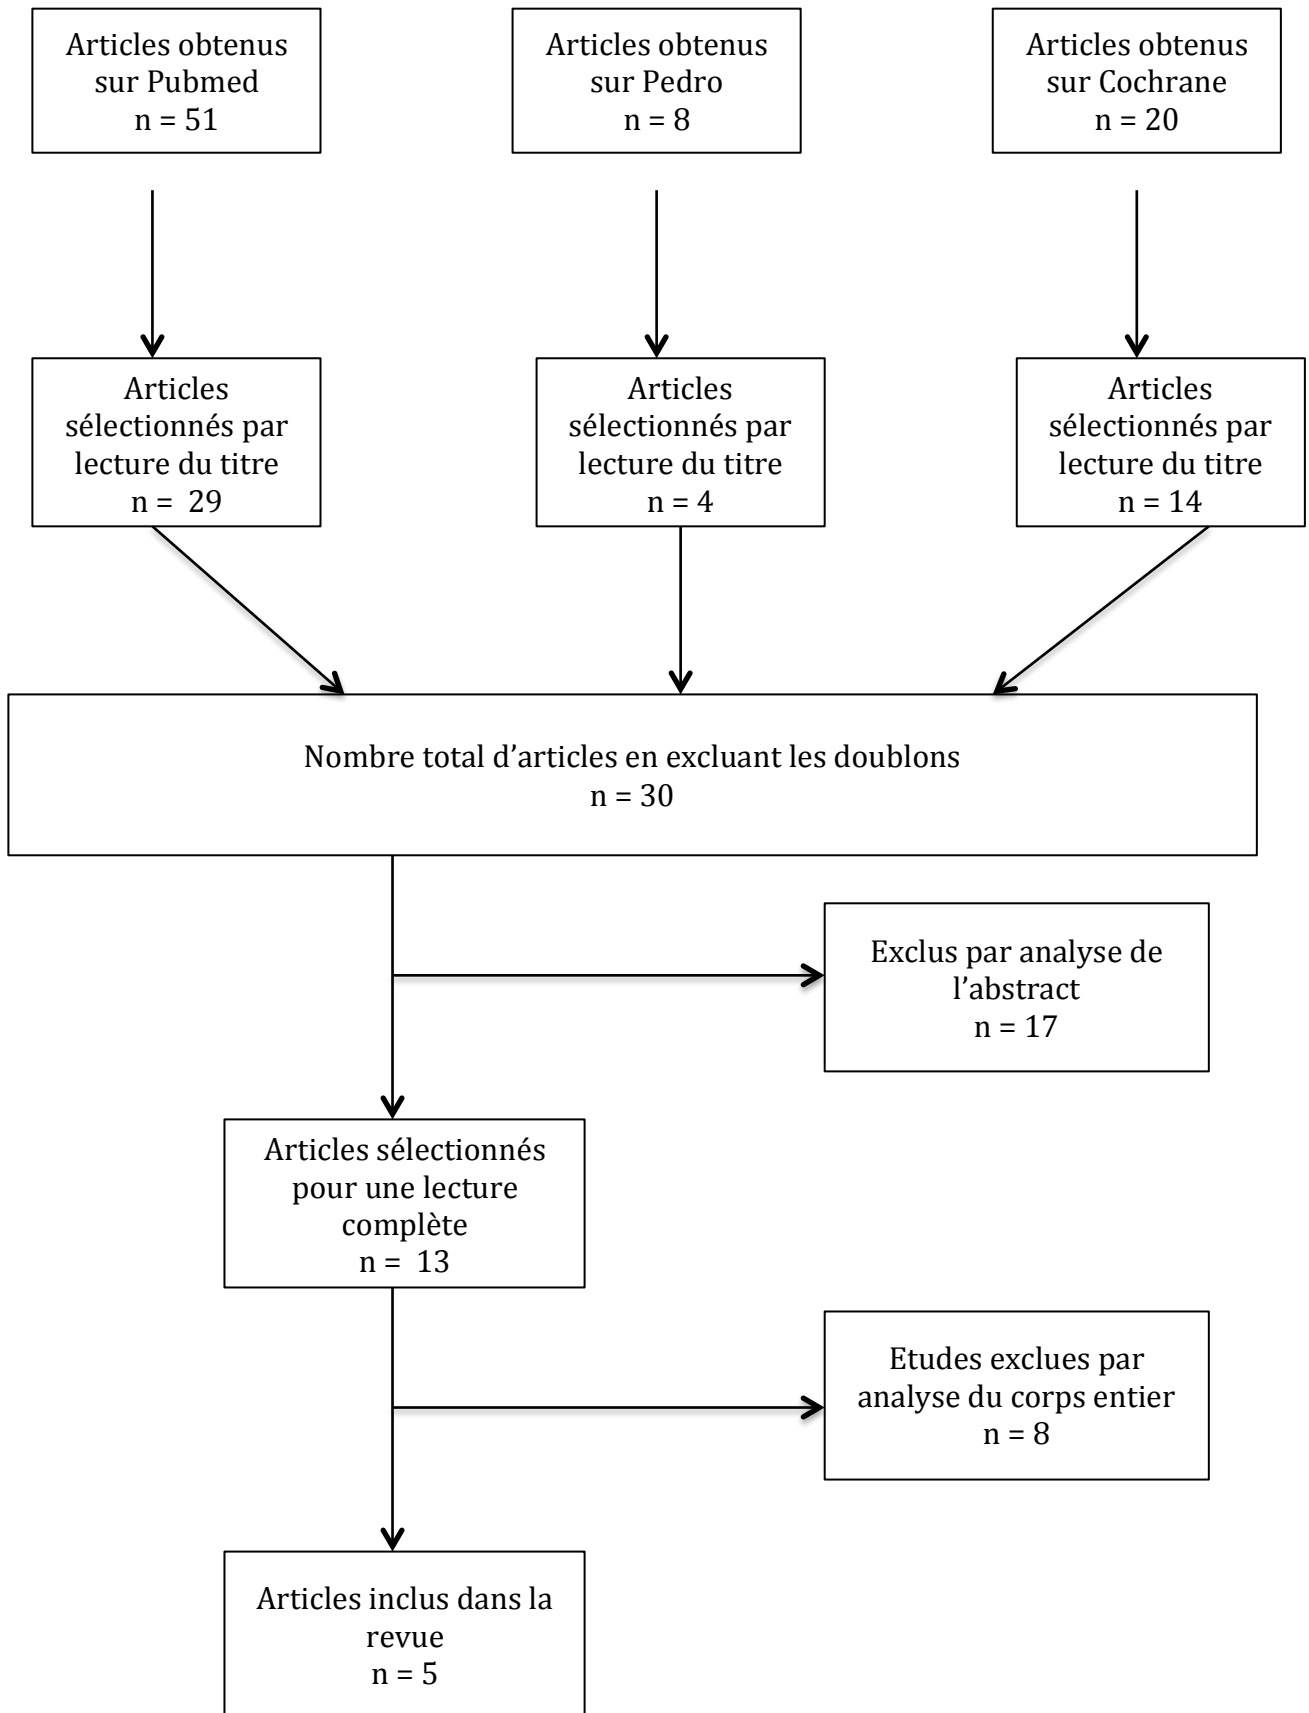 Articles obtenus
sur Pubmed
n = 51
Articles obtenus
sur Pedro
n = 8
Articles obtenus
sur Cochrane
n = 20
Articles
sélectionnés par
lecture du titre
n =  29
Articles
sélectionnés par
lecture du titre
n = 4
Articles
sélectionnés par
lecture du titre
n = 14
Nombre total d’articles en excluant les doublons
n = 30
Exclus par analyse de
l’abstract
n = 17
Articles sélectionnés
pour une lecture
complète
n =  13
Etudes exclues par
analyse du corps entier
n = 8
Articles inclus dans la
revue
n = 5